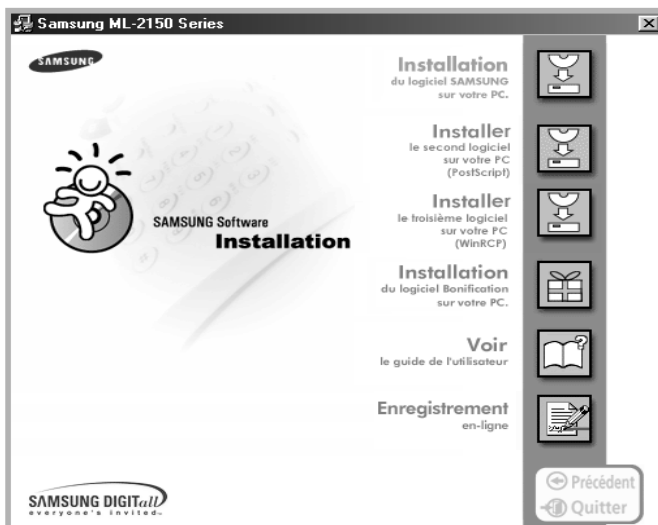 Samsung ML-2150 Series
SAMSUNG
Installation
du logiciel SAMSUNG
sur votre PC.
Installer
le second logiciel
sur votre PC
(PostScript)
Installer
le troisième logiciel
sur votre PC
(WinRCP)
SAMSUNG Software
Installation
Installation
du logiciel Bonification
sur votre PC.
Voir
le guide de l'utilisateur
Enregistrement
en-ligne
SAMSUNG DIGITall
everyone's invited™
Précédent
Quitter